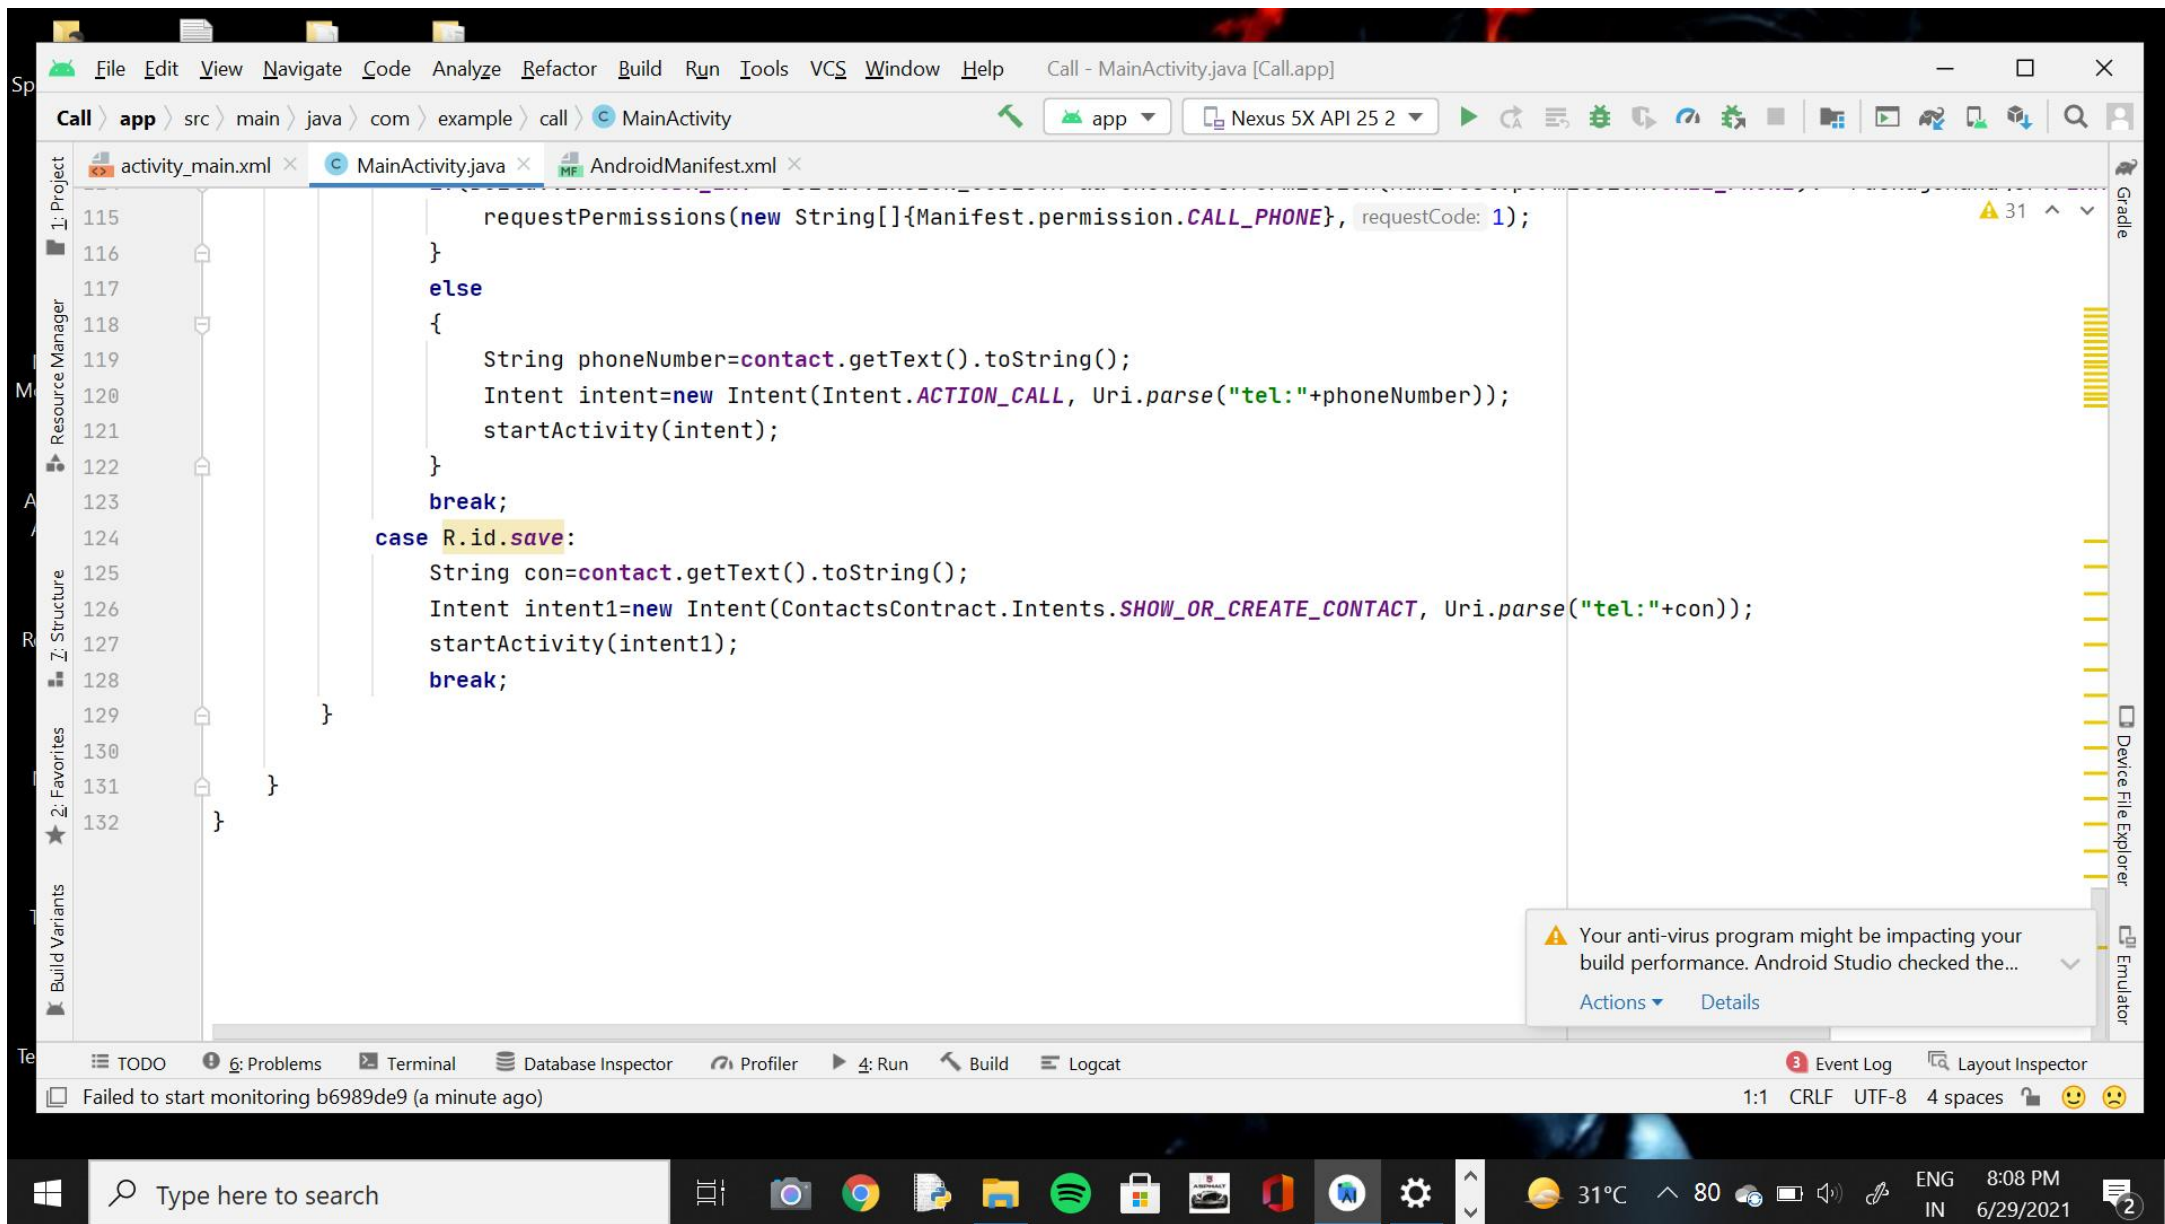 File Edit View Navigate Code Analyze Refactor Build Run Tools VCS Window Help Call - MainActivity.java [Call.app]
Call app src main java com example call C MainActivity app Nexus 5X API 25 2
activity_main.xml C MainActivity.java MF AndroidManifest.xml
115 requestPermissions(new String[]{Manifest.permission.CALL_PHONE}, requestCode: 1);
31
116 }
117 else
118 {
119 String phoneNumber=contact.getText().toString();
120 Intent intent=new Intent(Intent.ACTION_CALL, Uri.parse("tel:"+phoneNumber));
121 startActivity(intent);
122 }
123 break;
124 case R.id.save:
125 String con=contact.getText().toString();
126 Intent intent1=new Intent(ContactsContract.Intents.SHOW_OR_CREATE_CONTACT, Uri.parse("tel:"+con));
127 startActivity(intent1);
128 break;
129 }
130
131 }
132 }
1: Project
Resource Manager
7: Structure
2: Favorites
Build Variants
Gradle
Device File Explorer
Emulator
Your anti-virus program might be impacting your
build performance. Android Studio checked the...
Actions Details
TODO 6: Problems Terminal Database Inspector Profiler 4: Run Build Logcat 3 Event Log Layout Inspector
Failed to start monitoring b6989de9 (a minute ago) 1:1 CRLF UTF-8 4 spaces
Type here to search
31°C 80
ENG
IN
8:08 PM
6/29/2021
2